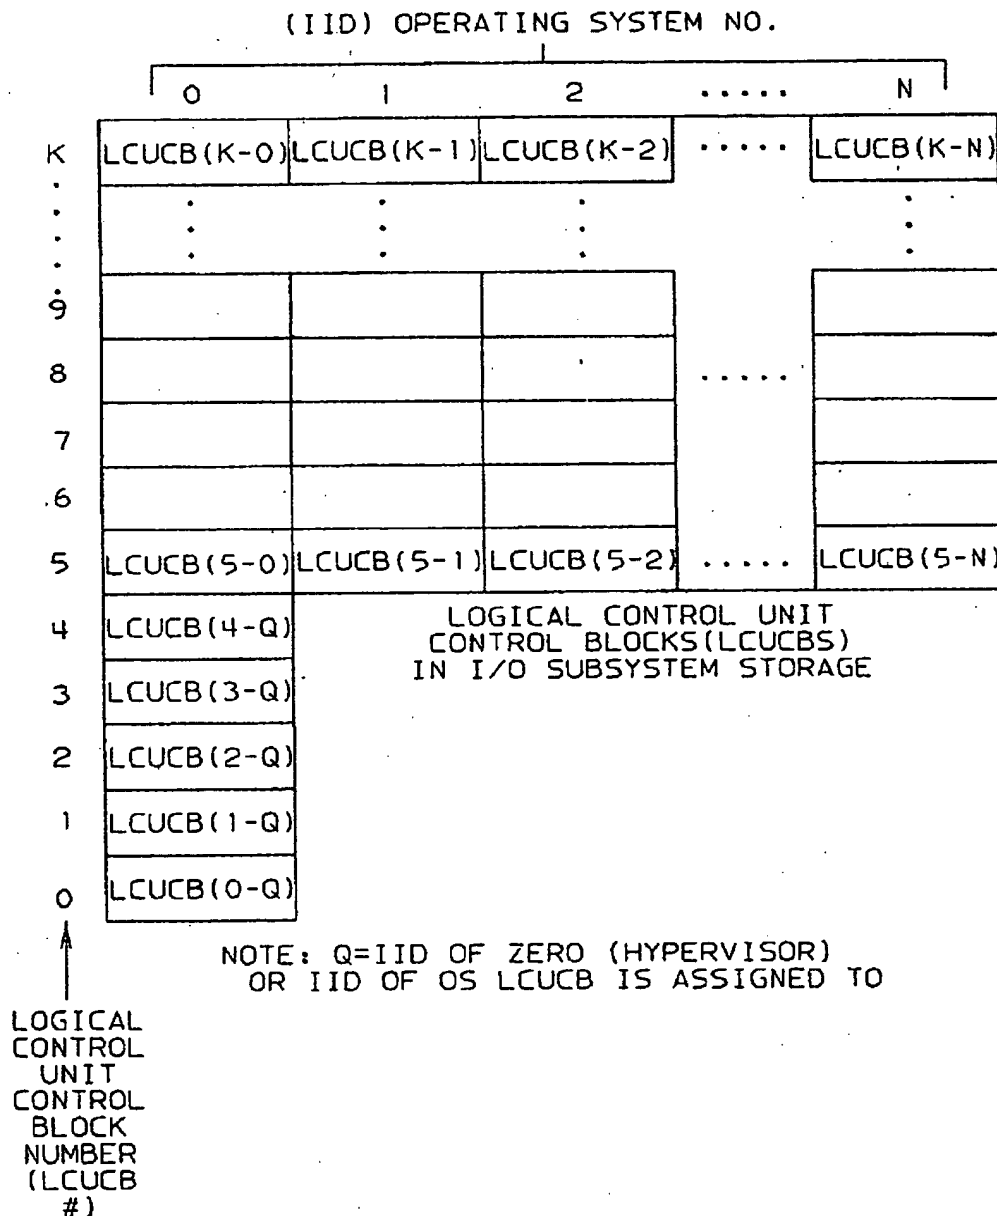 (IID) OPERATING SYSTEM NO.
0 1 2 ..... N
K LCUCB(K-0) LCUCB(K-1) LCUCB(K-2) ..... LCUCB(K-N)
9
8 .....
7
6
5 LCUCB(5-0) LCUCB(5-1) LCUCB(5-2) ..... LCUCB(5-N)
4 LCUCB(4-Q)
3 LCUCB(3-Q)
2 LCUCB(2-Q)
1 LCUCB(1-Q)
0 LCUCB(0-Q)
LOGICAL CONTROL UNIT
CONTROL BLOCKS(LCUCBS)
IN I/O SUBSYSTEM STORAGE
NOTE: Q=IID OF ZERO (HYPERVISOR)
OR IID OF OS LCUCB IS ASSIGNED TO
LOGICAL
CONTROL
UNIT
CONTROL
BLOCK
NUMBER
(LCUCB
#)